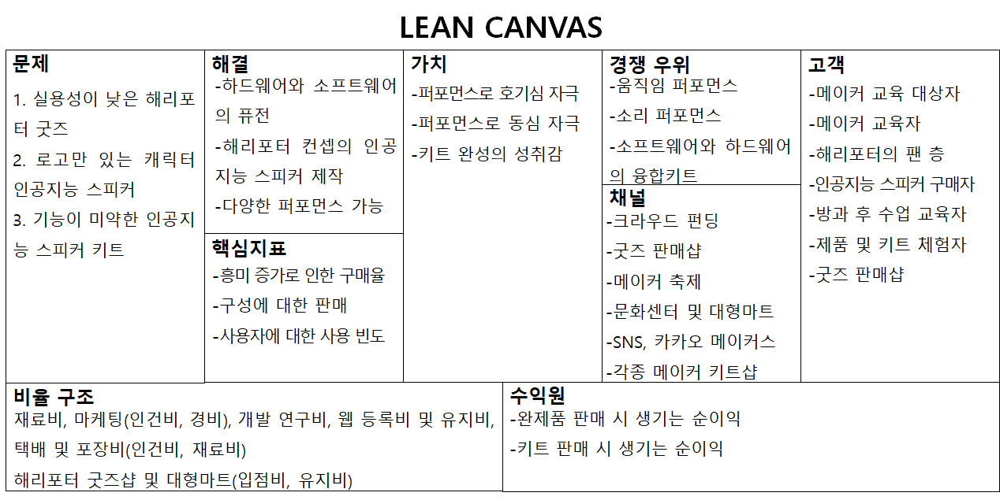 LEAN CANVAS
문제
1. 실용성이 낮은 해리포
터 굿즈
2. 로고만 있는 캐릭터
인공지능 스피커
3. 기능이 미약한 인공지
능 스피커 키트
해결
-하드웨어와 소프트웨어
의 퓨전
-해리포터 컨셉의 인공
지능 스피커 제작
-다양한 퍼포먼스 가능
핵심지표
-흥미 증가로 인한 구매율
-구성에 대한 판매
-사용자에 대한 사용 빈도
가치
-퍼포먼스로 호기심 자극
-퍼포먼스로 동심 자극
-키트 완성의 성취감
경쟁 우위
-움직임 퍼포먼스
-소리 퍼포먼스
-소프트웨어와 하드웨어
의 융합키트
채널
-크라우드 펀딩
-굿즈 판매샵
-메이커 축제
-문화센터 및 대형마트
-SNS, 카카오 메이커스
-각종 메이커 키트샵
고객
-메이커 교육 대상자
-메이커 교육자
-해리포터의 팬 층
-인공지능 스피커 구매자
-방과 후 수업 교육자
-제품 및 키트 체험자
-굿즈 판매샵
비율 구조
재료비, 마케팅(인건비, 경비), 개발 연구비, 웹 등록비 및 유지비,
택배 및 포장비(인건비, 재료비)
해리포터 굿즈샵 및 대형마트(입점비, 유지비)
수익원
-완제품 판매 시 생기는 순이익
-키트 판매 시 생기는 순이익